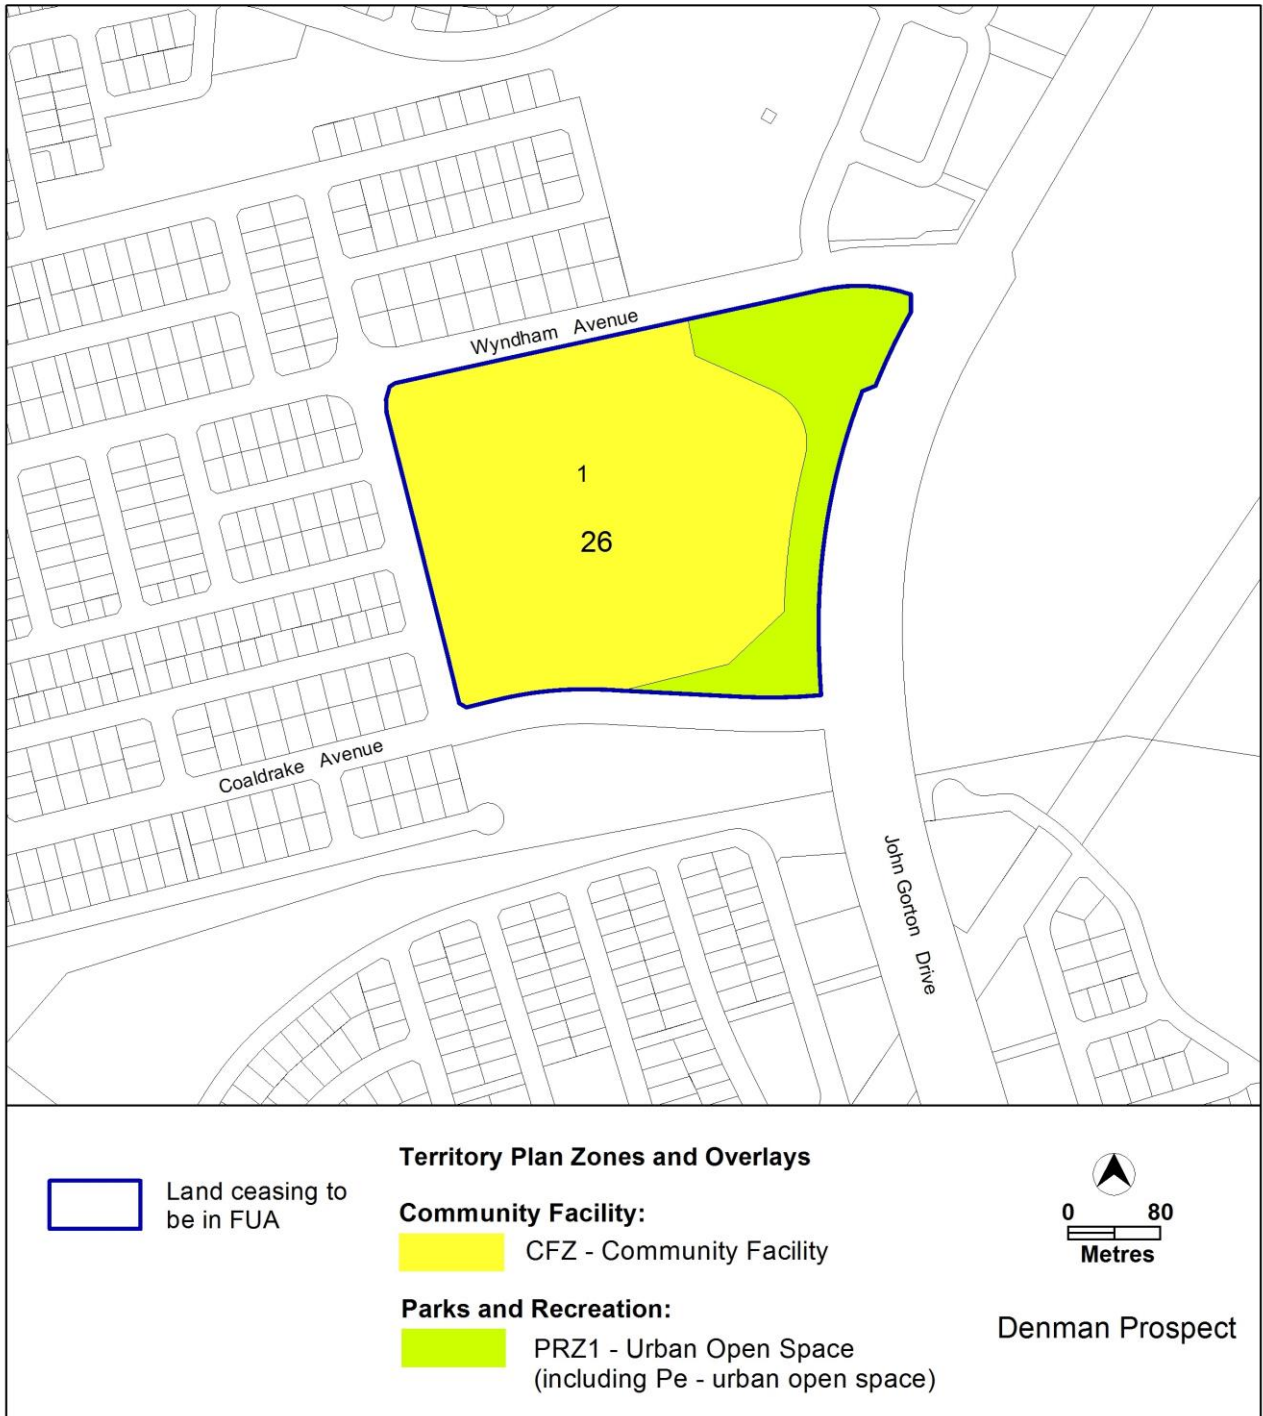 Wyndham Avenue
1
26
Coaldrake Avenue
John Gorton Drive
Land ceasing to
be in FUA
Territory Plan Zones and Overlays
Community Facility:
CFZ - Community Facility
Parks and Recreation:
PRZ1 - Urban Open Space
(including Pe - urban open space)
0 80
Metres
Denman Prospect